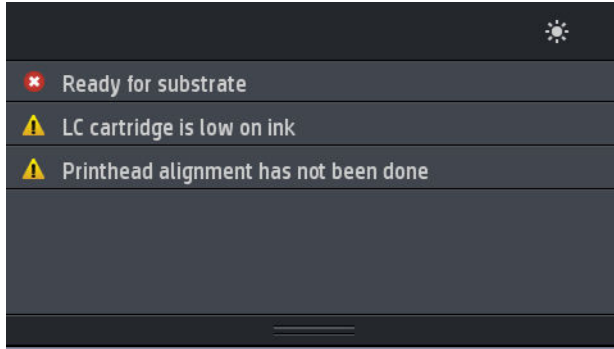 Ready for substrate
LC cartridge is low on ink
Printhead alignment has not been done